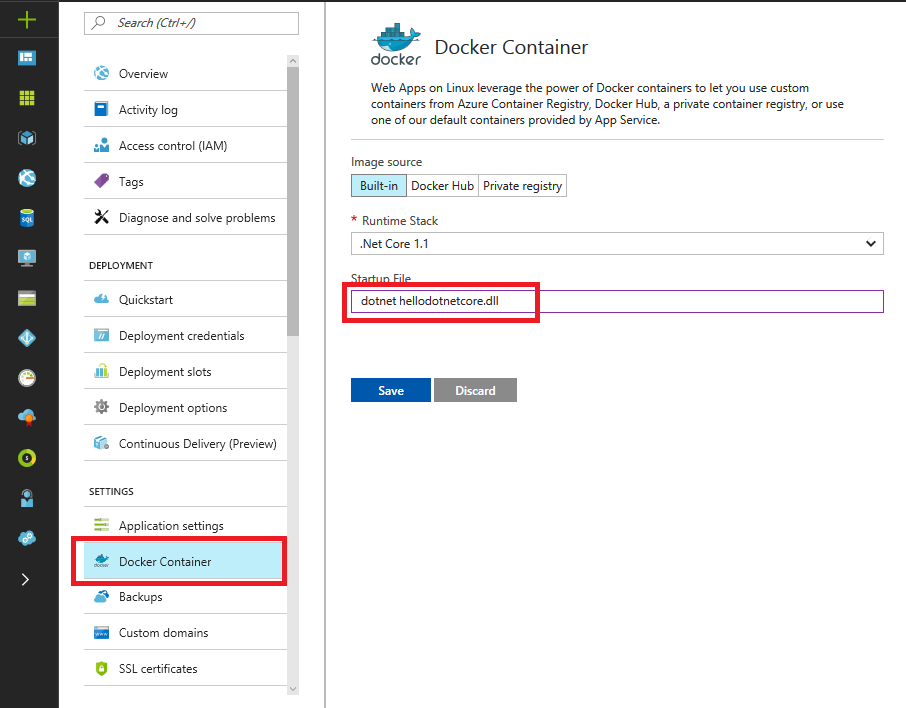 Search (Ctrl+/)
Overview
Activity log
Access control (IAM)
Tags
Diagnose and solve problems
DEPLOYMENT
Quickstart
Deployment credentials
Deployment slots
Deployment options
Continuous Delivery (Preview)
SETTINGS
Application settings
Docker Container
Backups
Custom domains
SSL certificates
SQL
docker
Docker Container
Web Apps on Linux leverage the power of Docker containers to let you use custom
containers from Azure Container Registry, Docker Hub, a private container registry, or use
one of our default containers provided by App Service.
Image source
Built-in Docker Hub Private registry
* Runtime Stack
.Net Core 1.1
Startup File
dotnet hellodotnetcore.dll
Save Discard